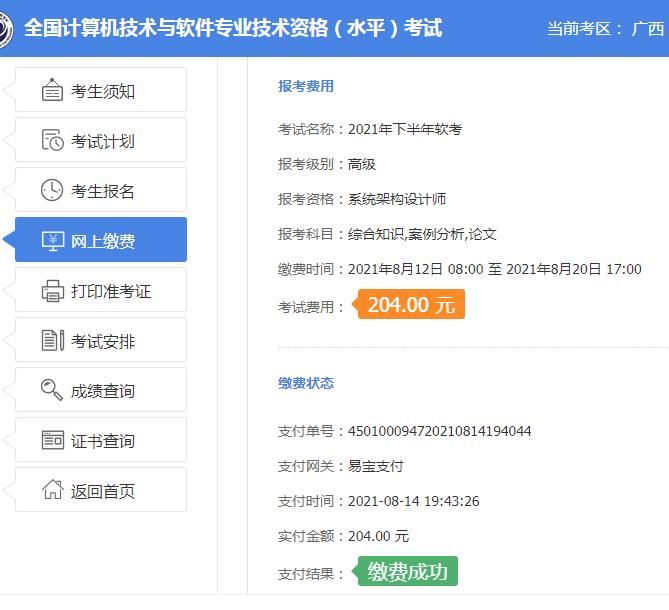 全国计算机技术与软件专业技术资格（水平）考试
当前考区： 广西
考生须知
考试计划
考生报名
网上缴费
打印准考证
考试安排
成绩查询
证书查询
返回首页
报考费用
考试名称：2021年下半年软考
报考级别：高级
报考资格：系统架构设计师
报考科目：综合知识,案例分析,论文
缴费时间：2021年8月12日 08:00 至 2021年8月20日 17:00
考试费用： 204.00 元
缴费状态
支付单号：450100094720210814194044
支付网关：易宝支付
支付时间：2021-08-14 19:43:26
实付金额：204.00 元
支付结果： 缴费成功